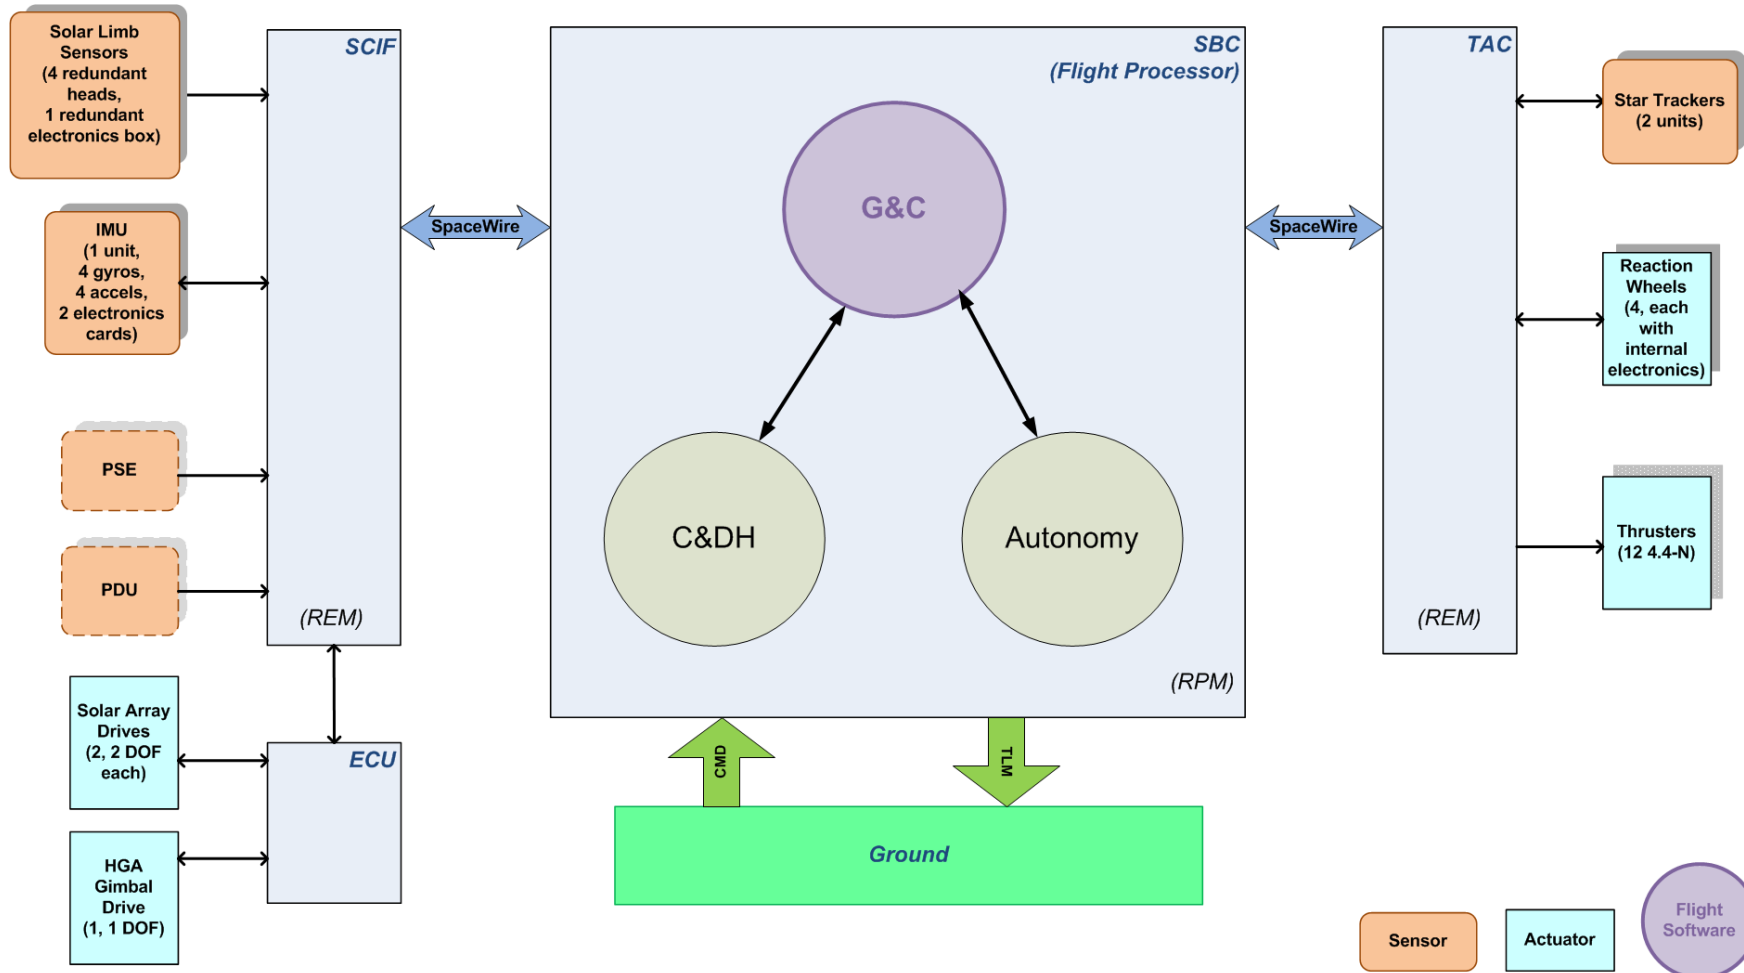 Solar Limb
Sensors
(4 redundant
heads,
1 redundant
electronics box)
IMU
(1 unit,
4 gyros,
4 accels,
2 electronics
cards)
PSE
PDU
Solar Array
Drives
(2, 2 DOF
each)
HGA
Gimbal
Drive
(1, 1 DOF)
SCIF
(REM)
ECU
SpaceWire
SBC
(Flight Processor)
G&C
C&DH
Autonomy
(RPM)
CMD
TLM
Ground
SpaceWire
TAC
(REM)
Star Trackers
(2 units)
Reaction
Wheels
(4, each
with
internal
electronics)
Thrusters
(12 4.4-N)
Sensor
Actuator
Flight
Software